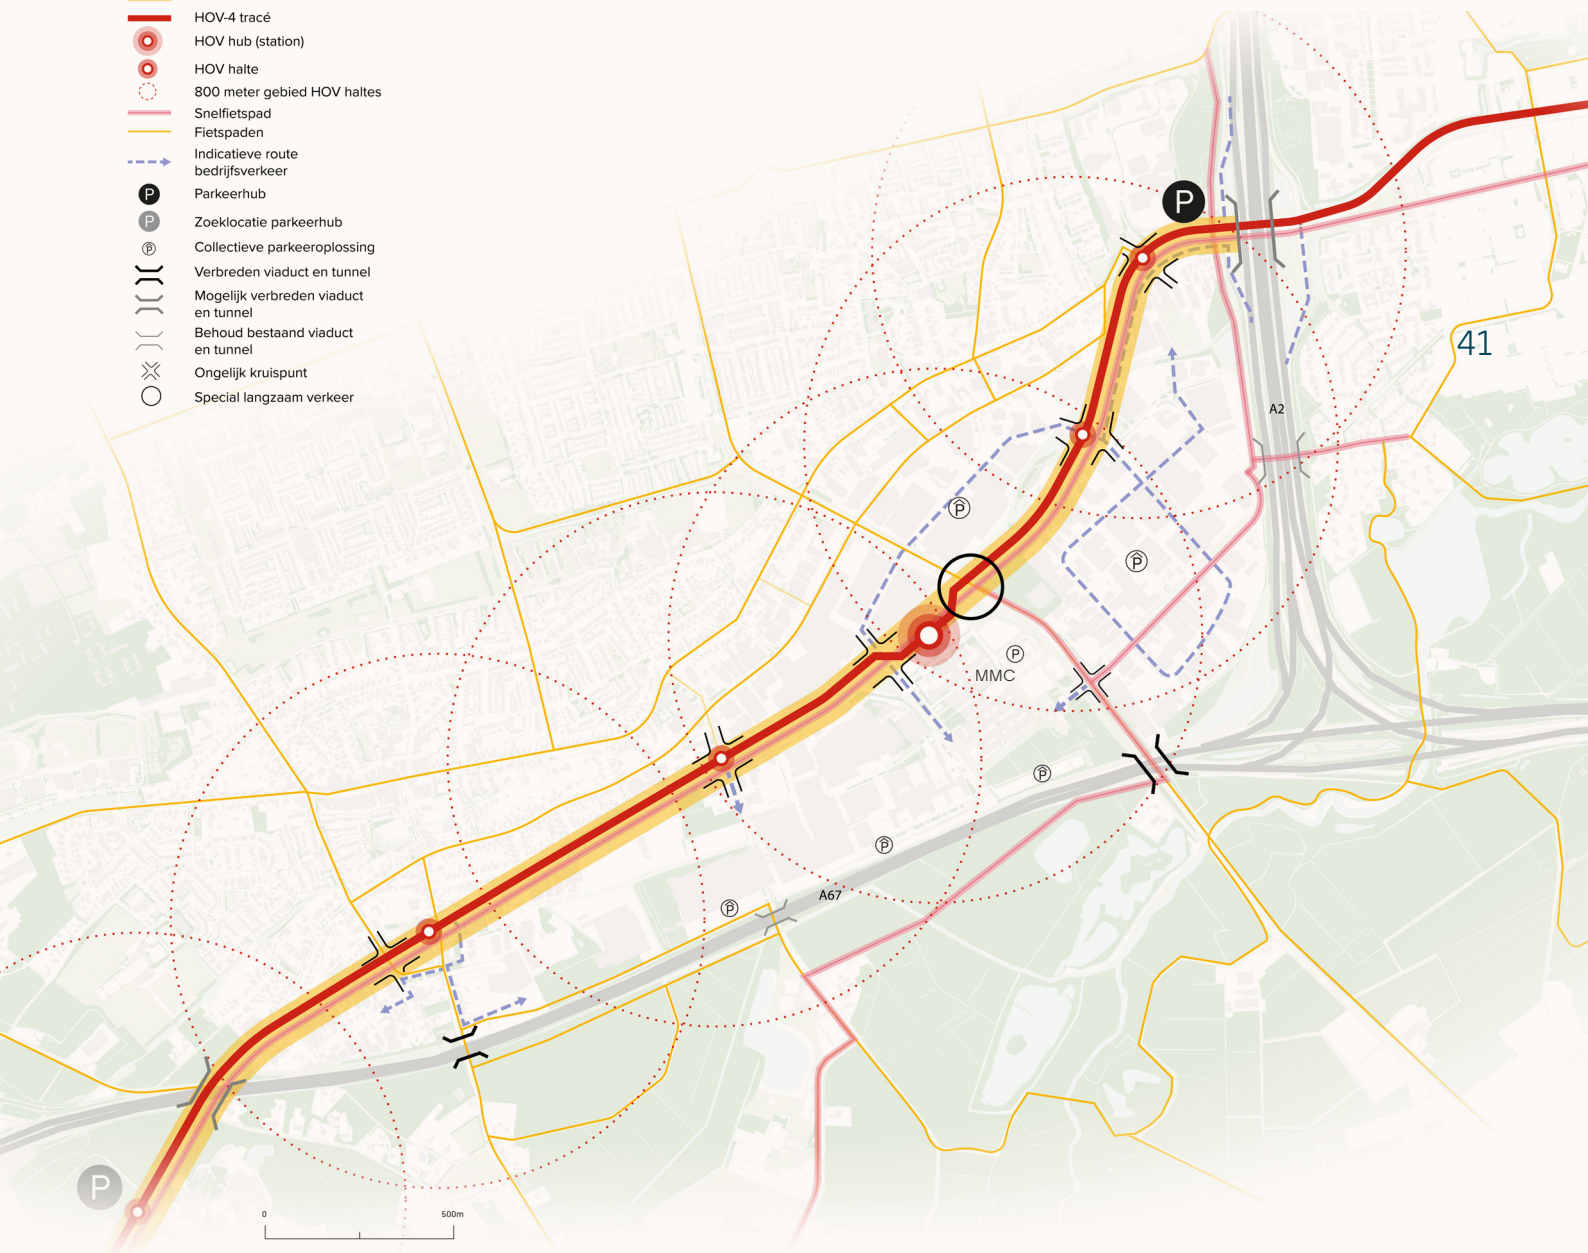 HOV-4 tracé
HOV hub (station)
HOV halte
800 meter gebied HOV haltes
Snelfietspad
Fietspaden
Indicatieve route
bedrijfsverkeer
P
Parkeerhub
P
Zoeklocatie parkeerhub
P
Collectieve parkeeroplossing
Verbreden viaduct en tunnel
Mogelijk verbreden viaduct
en tunnel
Behoud bestaand viaduct
en tunnel
Ongelijk kruispunt
Special langzaam verkeer
P
41
A2
P
P
P
MMC
P
P
A67
P
P
0
500m